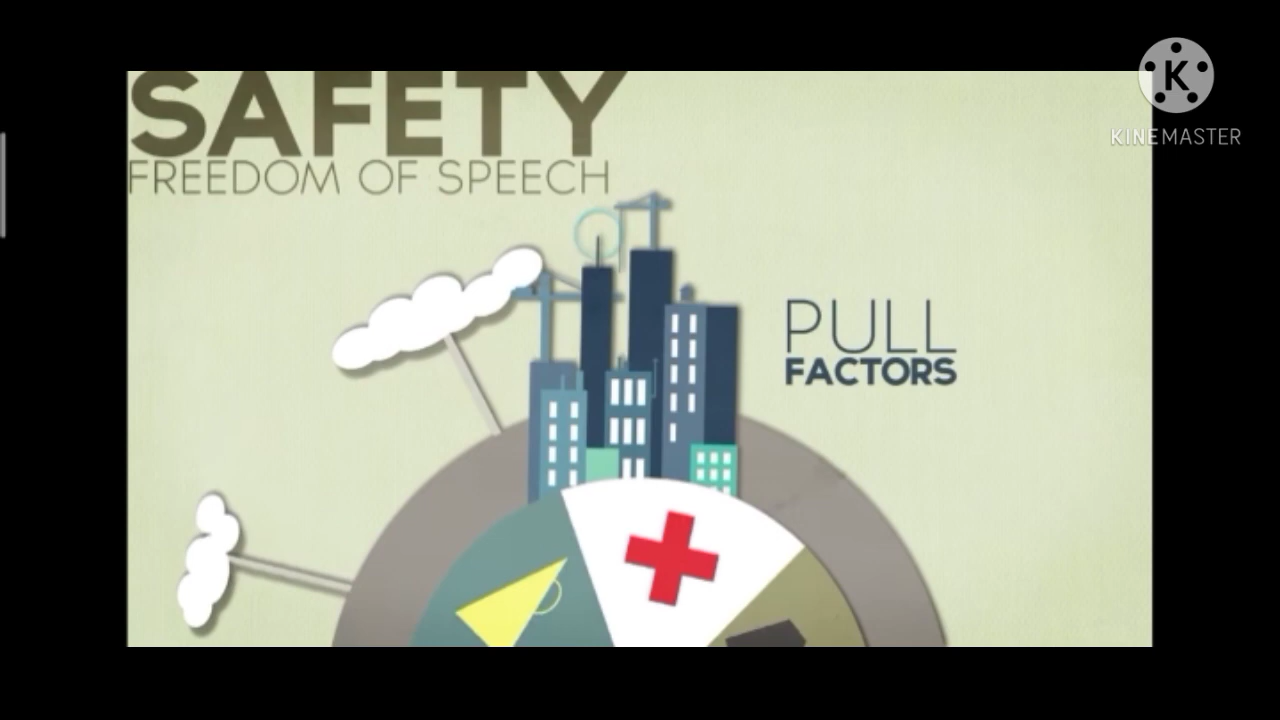 SAFETY
FREEDOM OF SPEECH
K
KINEMASTER
PULL
FACTORS